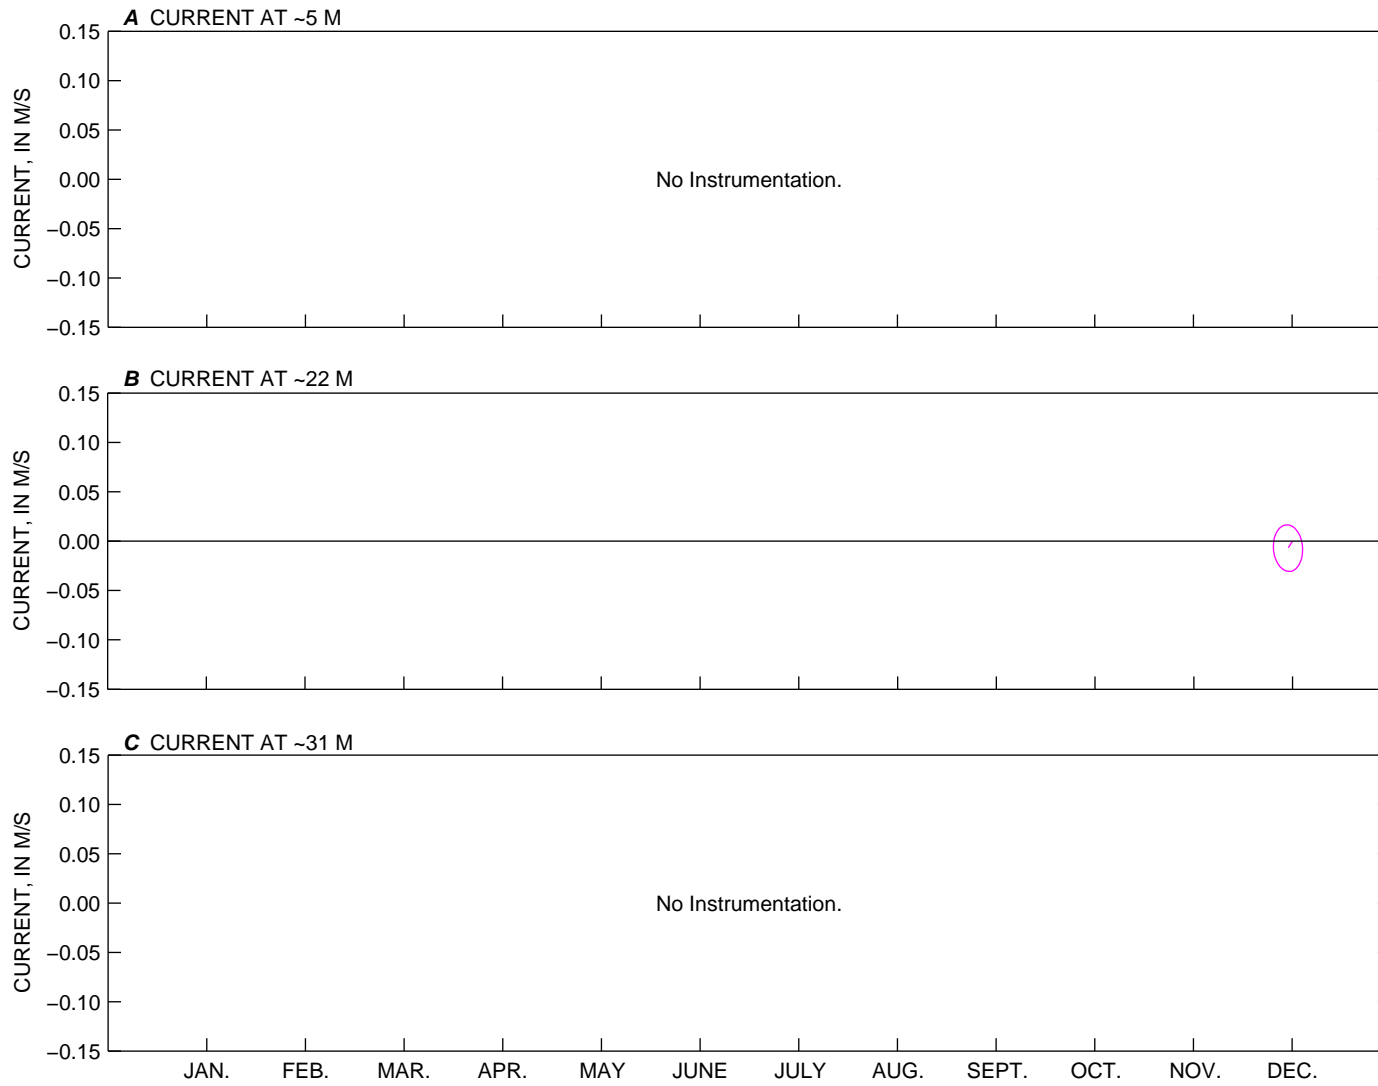 A CURRENT AT ~5 M
CURRENT, IN M/S
0.15
0.10
0.05
0.00
−0.05
−0.10
−0.15
No Instrumentation.
B CURRENT AT ~22 M
CURRENT, IN M/S
0.15
0.10
0.05
0.00
−0.05
−0.10
−0.15
C CURRENT AT ~31 M
CURRENT, IN M/S
0.15
0.10
0.05
0.00
−0.05
−0.10
−0.15
No Instrumentation.
JAN. FEB. MAR. APR. MAY JUNE JULY AUG. SEPT. OCT. NOV. DEC.